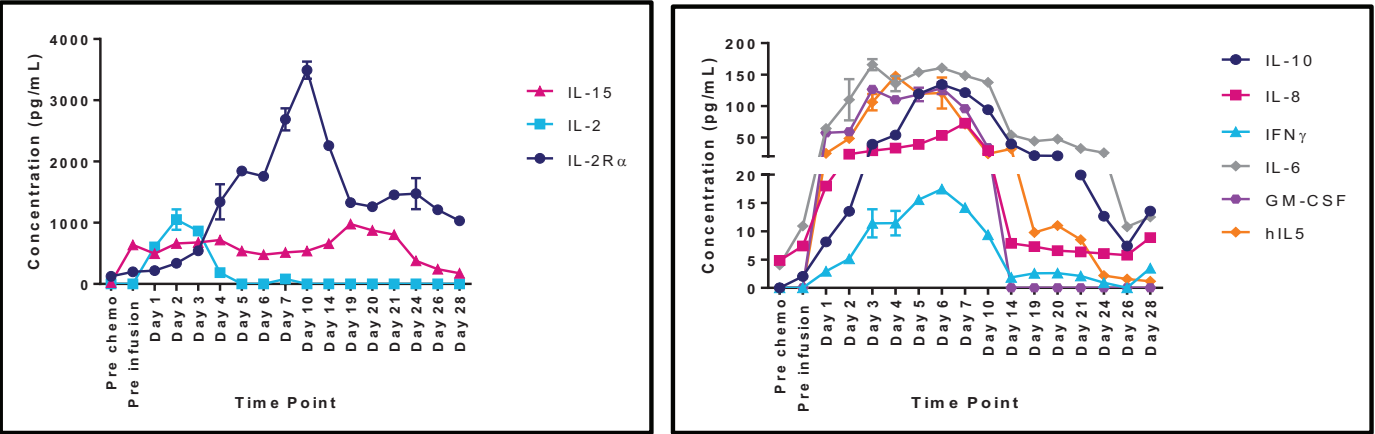 4000
3000
2000
1000
0
Concentration (pg/mL)
Pre chemo
Pre infusion
Day 1
Day 2
Day 3
Day 4
Day 5
Day 6
Day 7
Day 10
Day 14
Day 19
Day 20
Day 21
Day 24
Day 26
Day 28
Time Point
IL-15
IL-2
IL-2Rα
200
150
100
50
20
15
10
5
0
Concentration (pg/mL)
Pre chemo
Pre infusion
Day 1
Day 2
Day 3
Day 4
Day 5
Day 6
Day 7
Day 10
Day 14
Day 19
Day 20
Day 21
Day 24
Day 26
Day 28
Time Point
IL-10
IL-8
IFNγ
IL-6
GM-CSF
hIL5